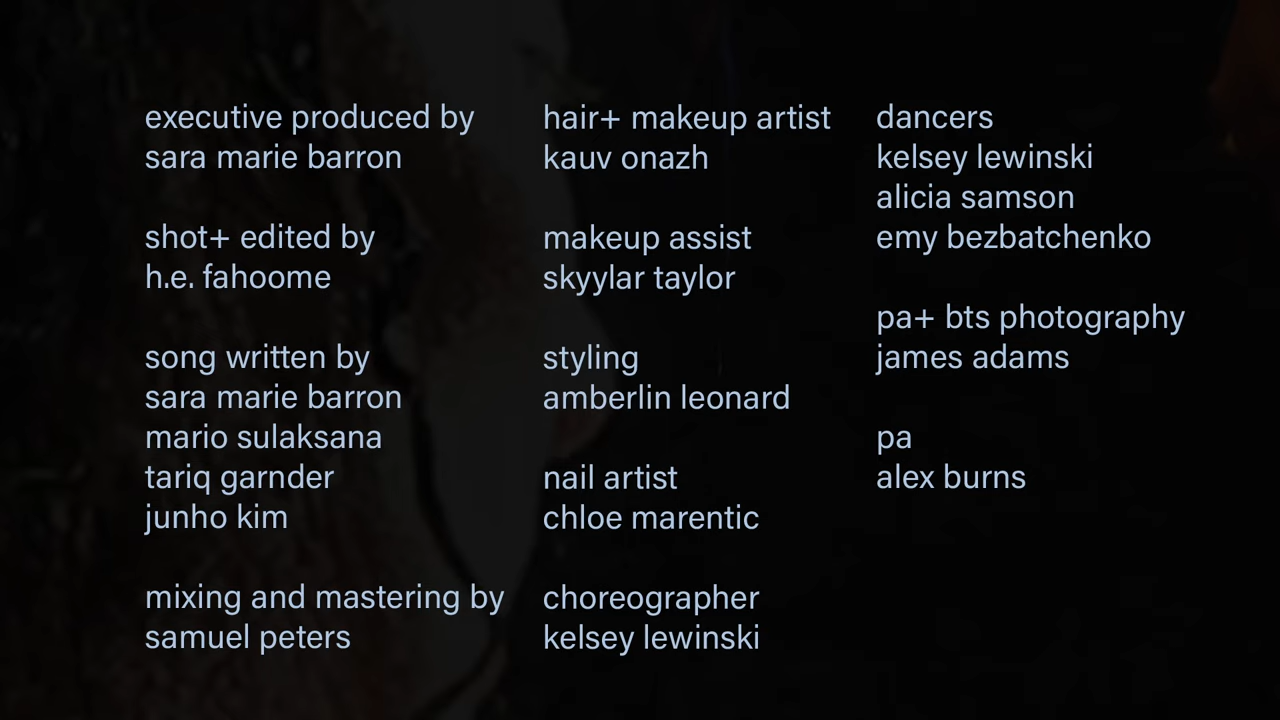 executive produced by
sara marie barron
shot+ edited by
h.e. fahoome
song written by
sara marie barron
mario sulaksana
tariq garnder
junho kim
mixing and mastering by
samuel peters
hair+ makeup artist
kauv onazh
makeup assist
skyylar taylor
styling
amberlin leonard
nail artist
chloe marentic
choreographer
kelsey lewinski
dancers
kelsey lewinski
alicia samson
emy bezbatchenko
pa+ bts photography
james adams
pa
alex burns